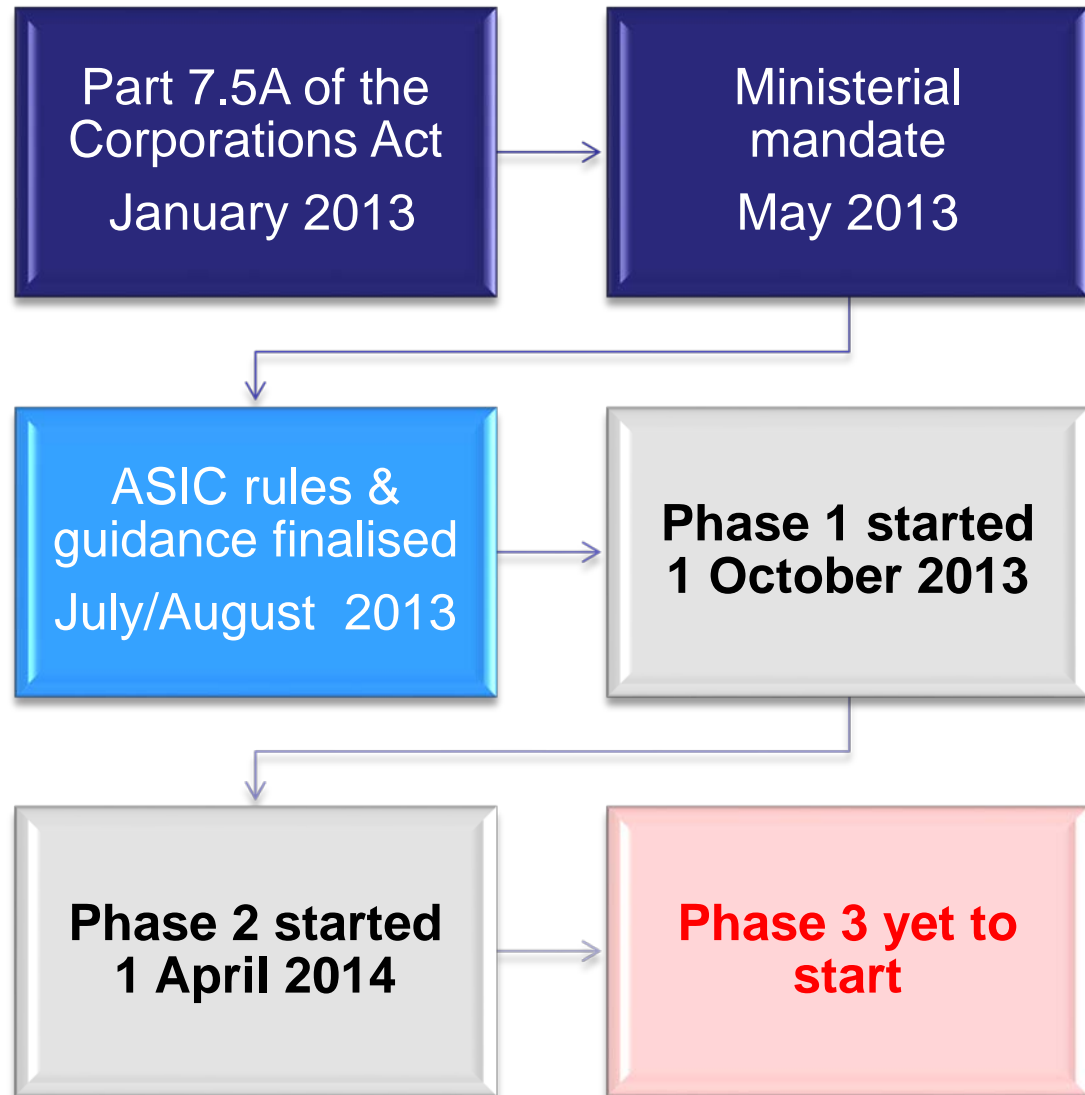 Part 7.5A of the
Corporations Act
January 2013
Ministerial
mandate
May 2013
ASIC rules &
guidance finalised
July/August  2013
Phase 1 started
1 October 2013
Phase 2 started
1 April 2014
Phase 3 yet to
start